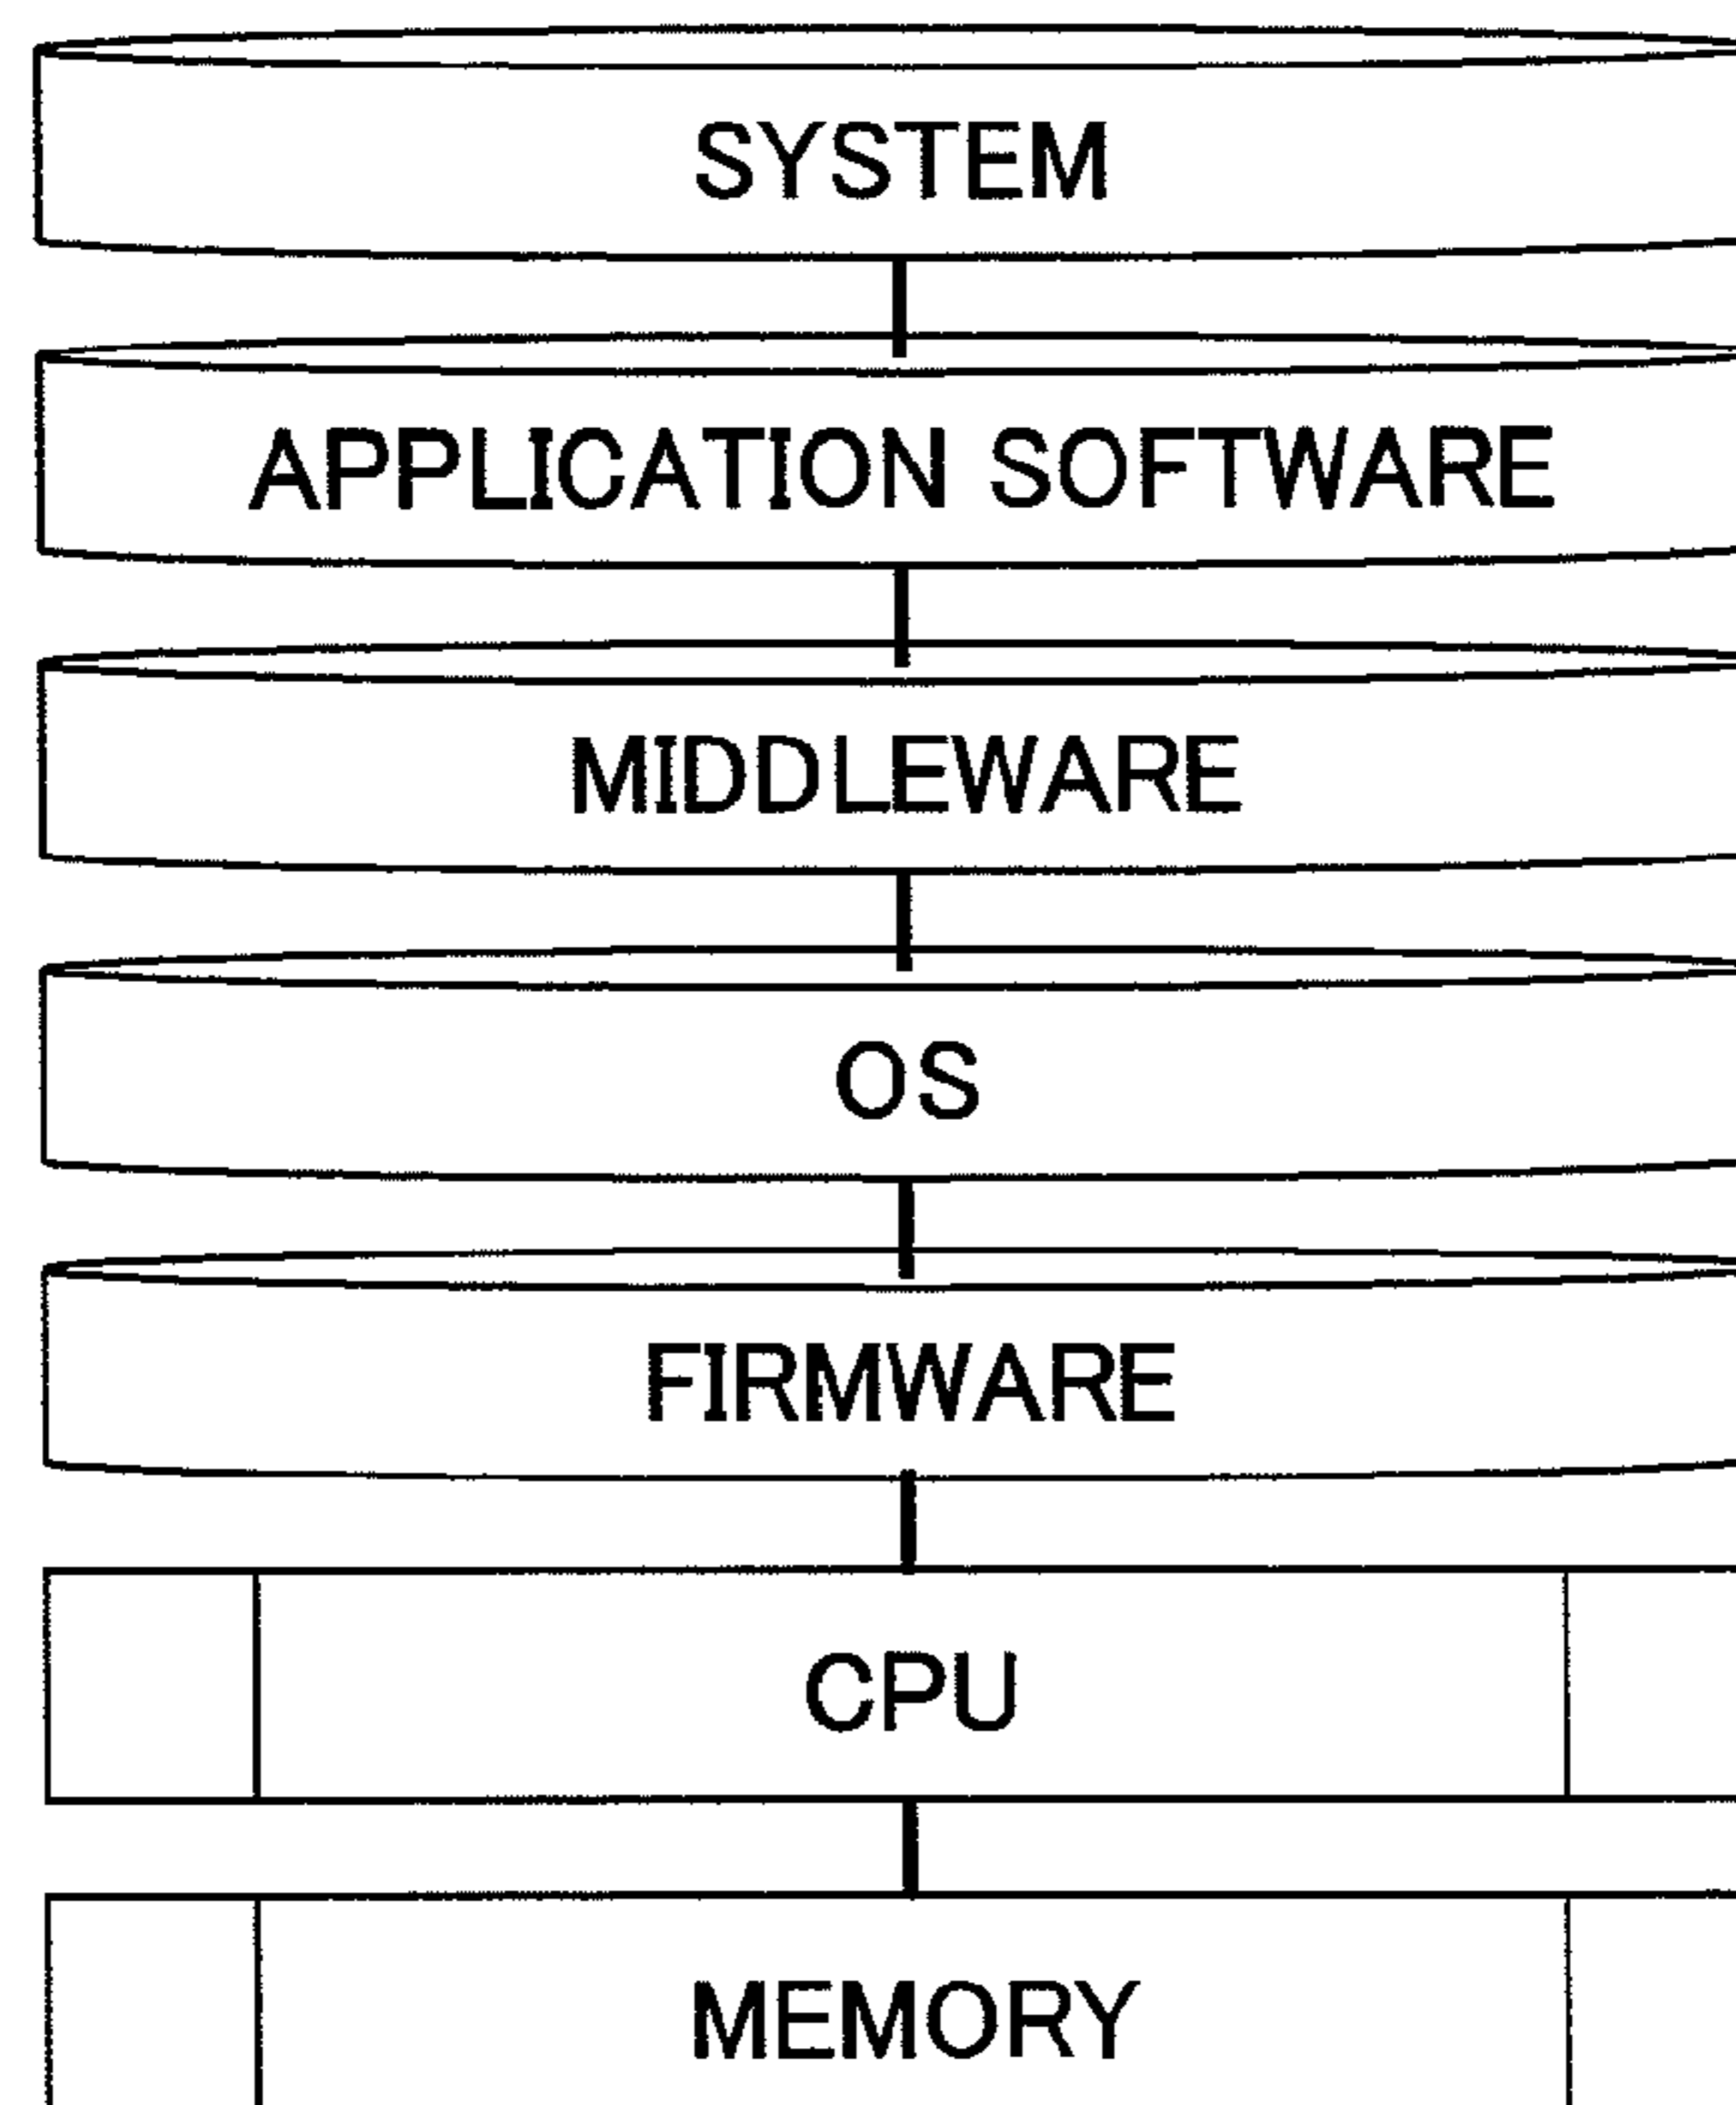 SYSTEM
APPLICATION SOFTWARE
MIDDLEWARE
OS
FIRMWARE
CPU
MEMORY